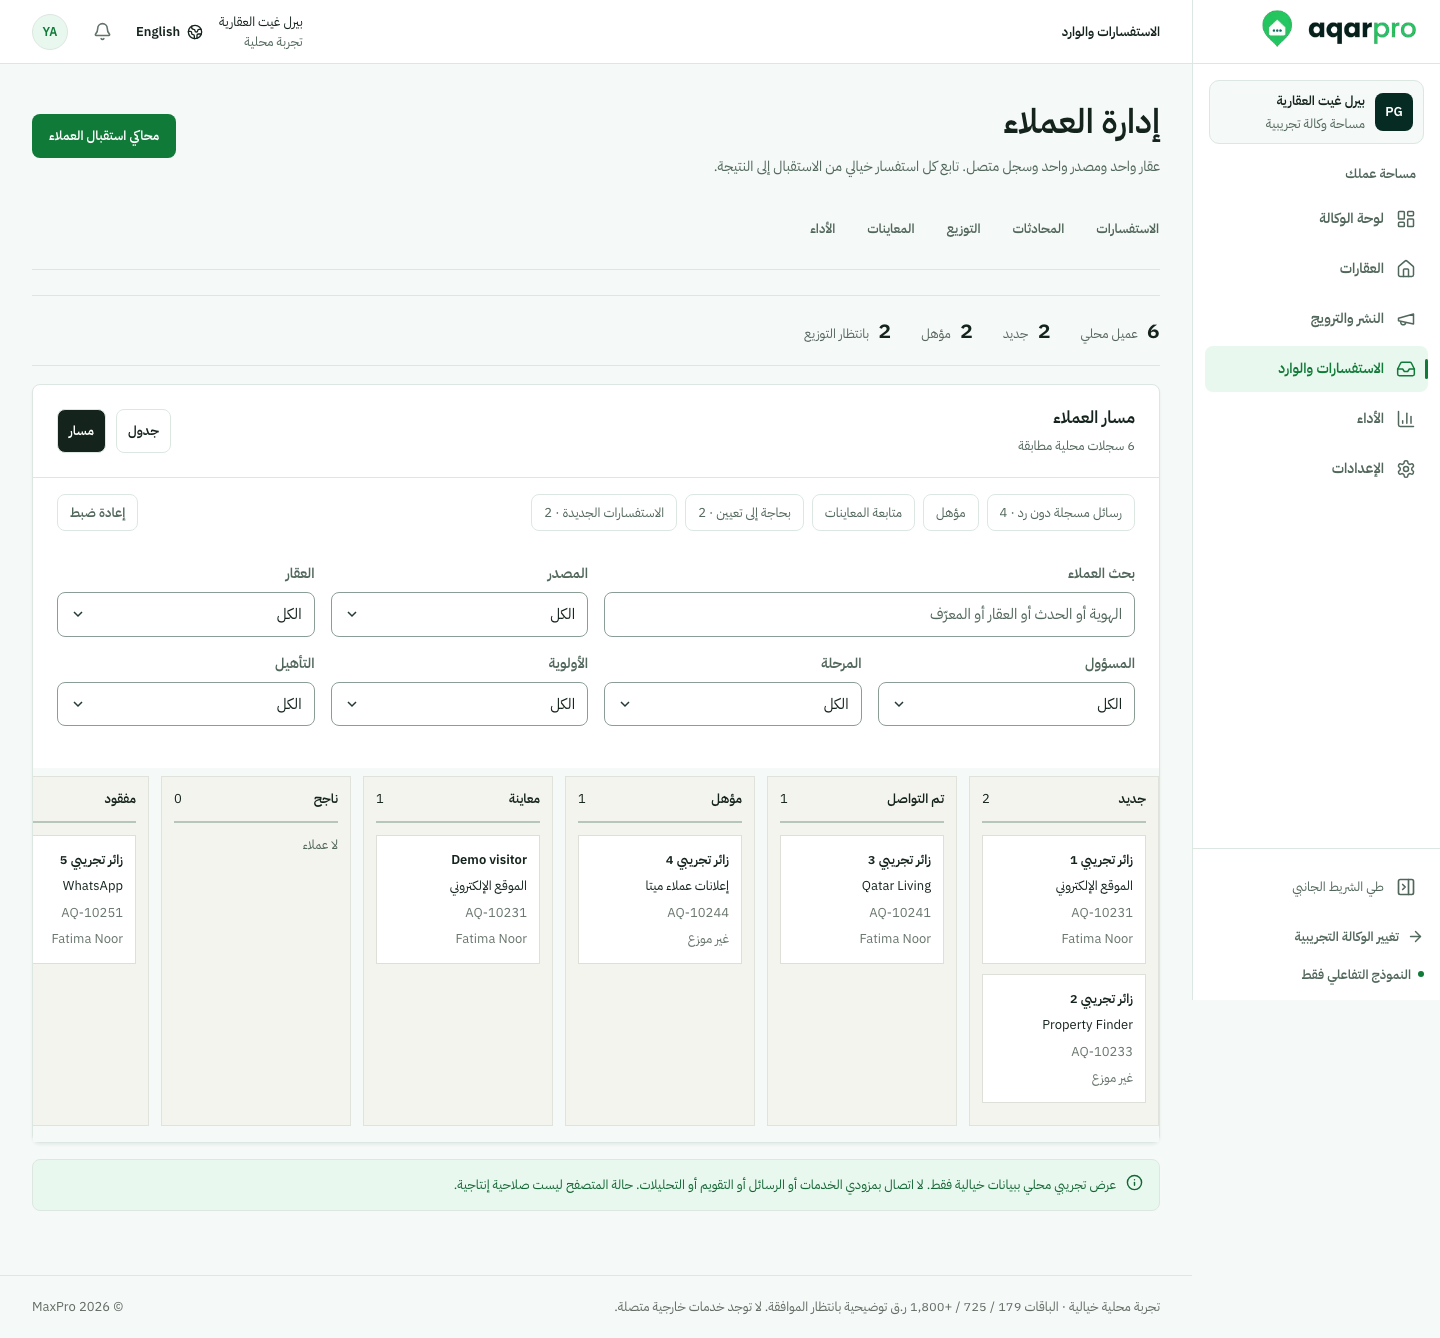 aqarpro
الاستفسارات والوارد
بيرل غيت العقارية
تجربة محلية
English
YA
PG
بيرل غيت العقارية
مساحة وكالة تجريبية
مساحة عملك
لوحة الوكالة
العقارات
النشر والترويج
الاستفسارات والوارد
الأداء
الإعدادات
طي الشريط الجانبي
تغيير الوكالة التجريبية
النموذج التفاعلي فقط
إدارة العملاء
عقار واحد ومصدر واحد وسجل متصل. تابع كل استفسار خيالي من الاستقبال إلى النتيجة.
محاكي استقبال العملاء
الاستفسارات
المحادثات
التوزيع
المعاينات
الأداء
6 عميل محلي
2 جديد
2 مؤهل
2 بانتظار التوزيع
مسار العملاء
6 سجلات محلية مطابقة
جدول
مسار
رسائل مسجلة دون رد · 4
مؤهل
متابعة المعاينات
بحاجة إلى تعيين · 2
الاستفسارات الجديدة · 2
إعادة ضبط
بحث العملاء
الهوية أو الحدث أو العقار أو المعرّف
المصدر
الكل
العقار
الكل
المسؤول
الكل
المرحلة
الكل
الأولوية
الكل
التأهيل
الكل
جديد 2
زائر تجريبي 1
الموقع الإلكتروني
AQ-10231
Fatima Noor
زائر تجريبي 2
Property Finder
AQ-10233
غير موزع
تم التواصل 1
زائر تجريبي 3
Qatar Living
AQ-10241
Fatima Noor
مؤهل 1
زائر تجريبي 4
إعلانات عملاء ميتا
AQ-10244
غير موزع
معاينة 1
Demo visitor
الموقع الإلكتروني
AQ-10231
Fatima Noor
ناجح 0
لا عملاء
مفقود
زائر تجريبي 5
WhatsApp
AQ-10251
Fatima Noor
عرض تجريبي محلي ببيانات خيالية فقط. لا اتصال بمزودي الخدمات أو الرسائل أو التقويم أو التحليلات. حالة المتصفح ليست صلاحية إنتاجية.
تجربة محلية خيالية · الباقات 179 / 725 / +1,800 ر.ق توضيحية بانتظار الموافقة. لا توجد خدمات خارجية متصلة.
© 2026 MaxPro